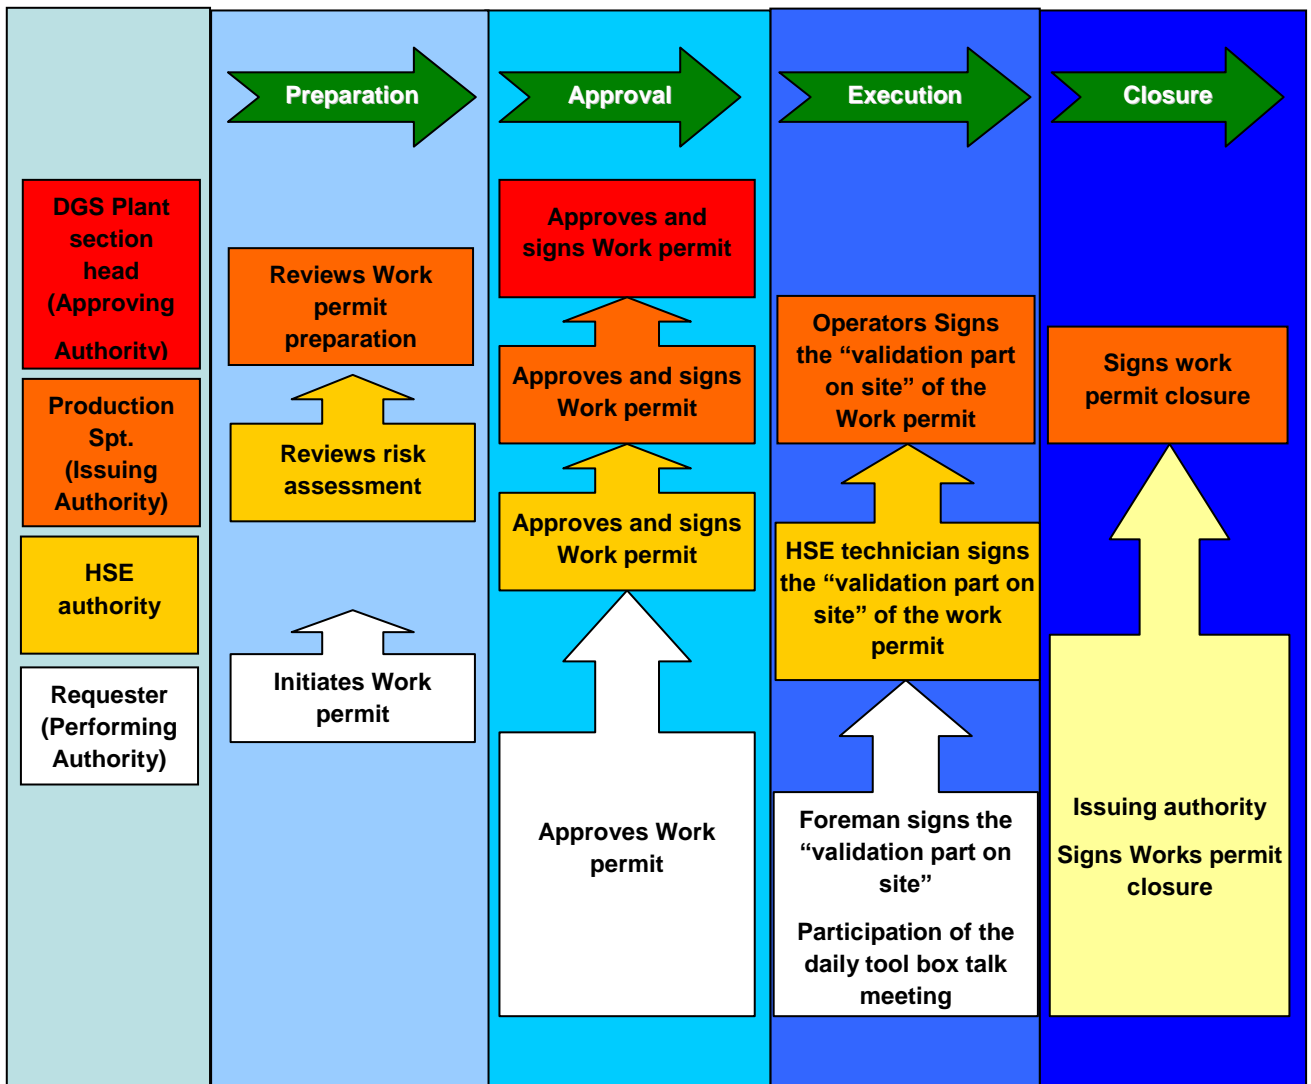 Preparation
Approval
Execution
Closure
DGS Plant
section
head
(Approving
Authority)
Production
Spt.
(Issuing
Authority)
HSE
authority
Requester
(Performing
Authority)
Reviews Work
permit
preparation
Reviews risk
assessment
Initiates Work
permit
Approves and
signs Work permit
Approves and signs
Work permit
Approves and signs
Work permit
Approves Work
permit
Operators Signs
the “validation part
on site” of the
Work permit
HSE technician signs
the “validation part on
site” of the work
permit
Foreman signs the
“validation part on
site”
Participation of the
daily tool box talk
meeting
Signs work
permit closure
Issuing authority
Signs Works permit
closure